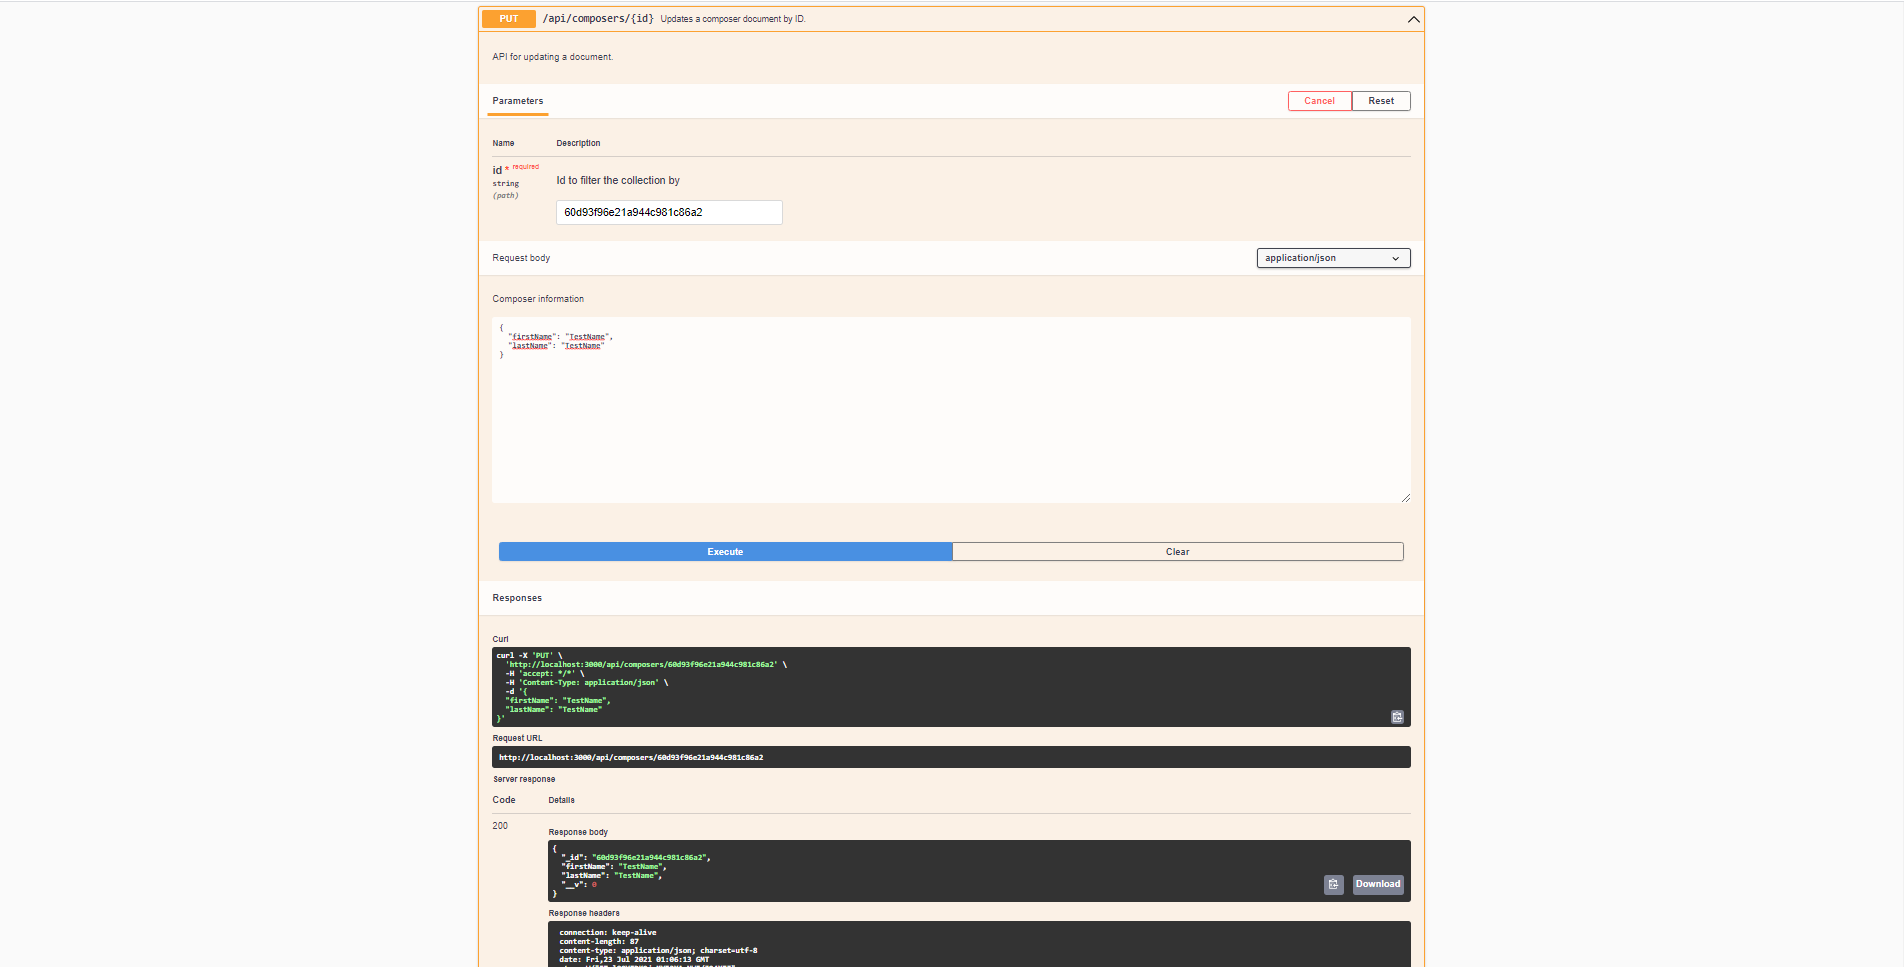 PUT /api/composers/{id} Updates a composer document by ID.
API for updating a document.
Parameters
Cancel Reset
Name Description
id * required
string
(path)
Id to filter the collection by
60d93f96e21a944c981c86a2
Request body
application/json
Composer information
{
"firstName": "TestName",
"lastName": "TestName"
}
Execute Clear
Responses
Curl
curl -X 'PUT' \
'http://localhost:3000/api/composers/60d93f96e21a944c981c86a2' \
-H 'accept: */*' \
-H 'Content-Type: application/json' \
-d '{
"firstName": "TestName",
"lastName": "TestName"
}'
Request URL
http://localhost:3000/api/composers/60d93f96e21a944c981c86a2
Server response
Code Details
200
Response body
{
"_id": "60d93f96e21a944c981c86a2",
"firstName": "TestName",
"lastName": "TestName",
"__v": 0
}
Download
Response headers
connection: keep-alive
content-length: 87
content-type: application/json; charset=utf-8
date: Fri,23 Jul 2021 01:06:13 GMT